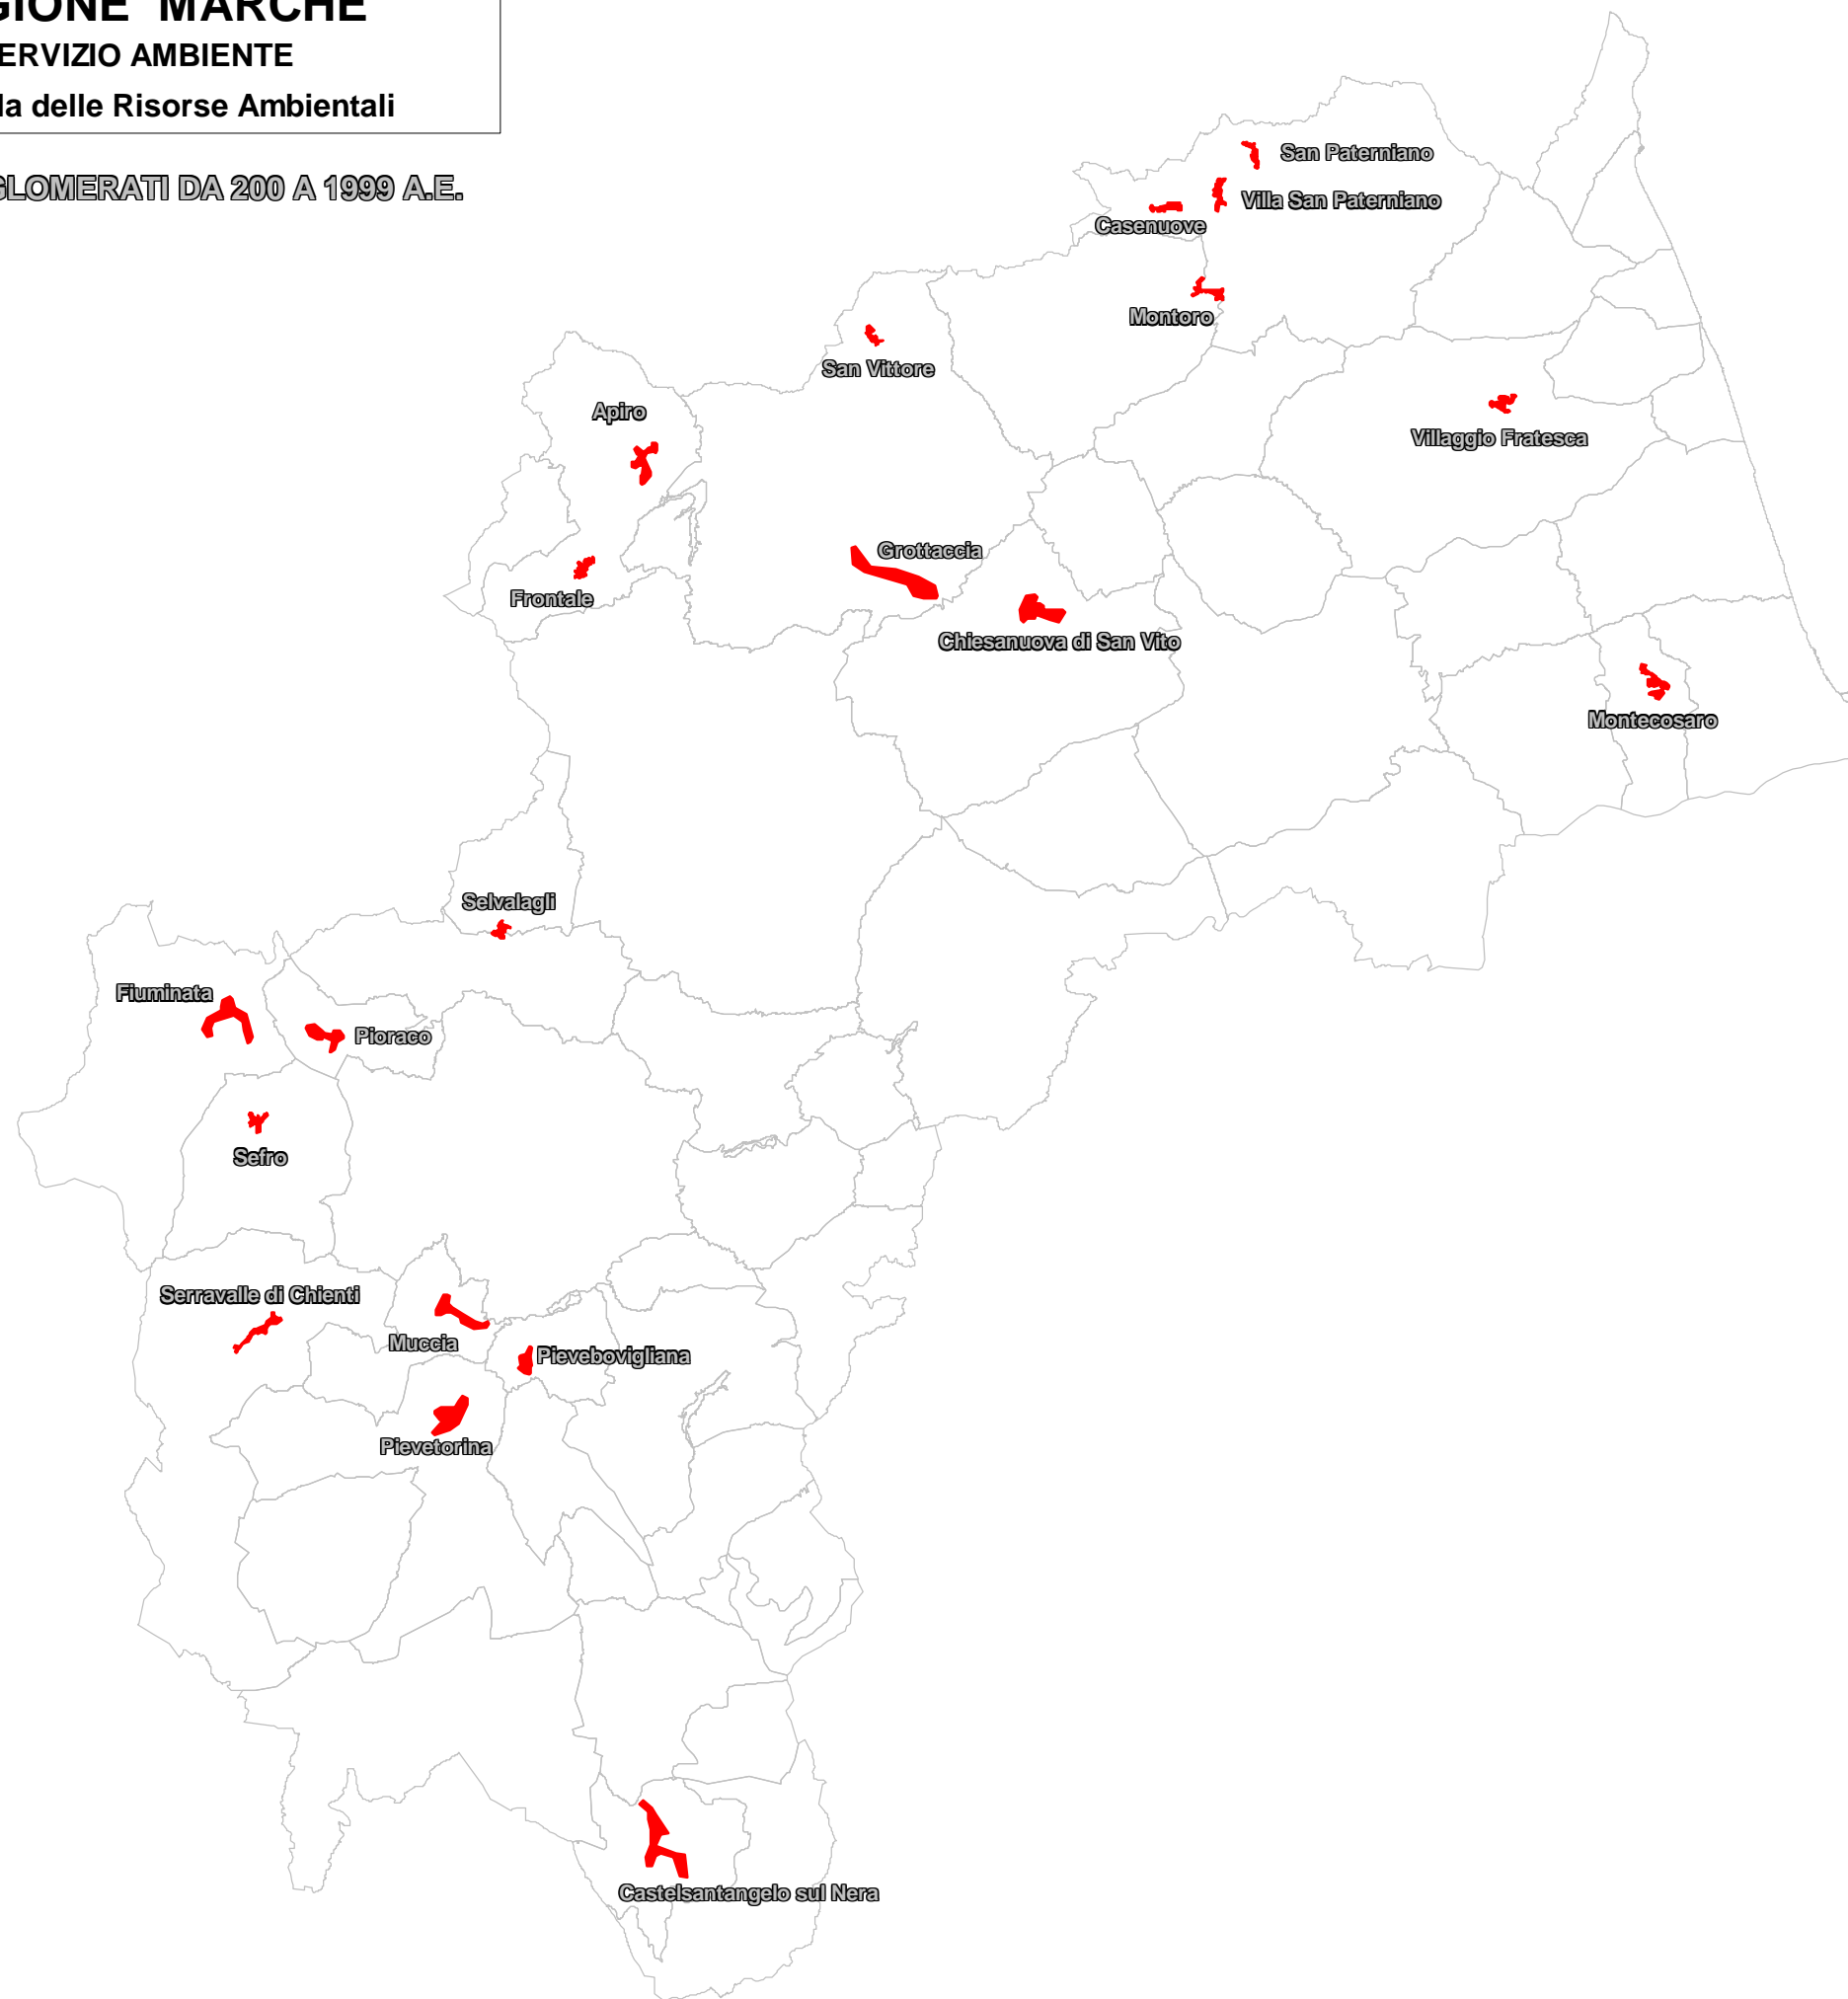 GIONE MARCHE
ERVIZIO AMBIENTE
la delle Risorse Ambientali
GLOMERATI DA 200 A 1999 A.E.
San Paterniano
Villa San Paterniano
Casenuove
Montoro
San Vittore
Apiro
Villaggio Fratesca
Grottaccia
Frontale
Chiesanuova di San Vito
Montecosaro
Selvalagli
Fiuminata
Pioraco
Sefro
Serravalle di Chienti
Muccia
Pievebovigliana
Pievetorina
Castelsantangelo sul Nera